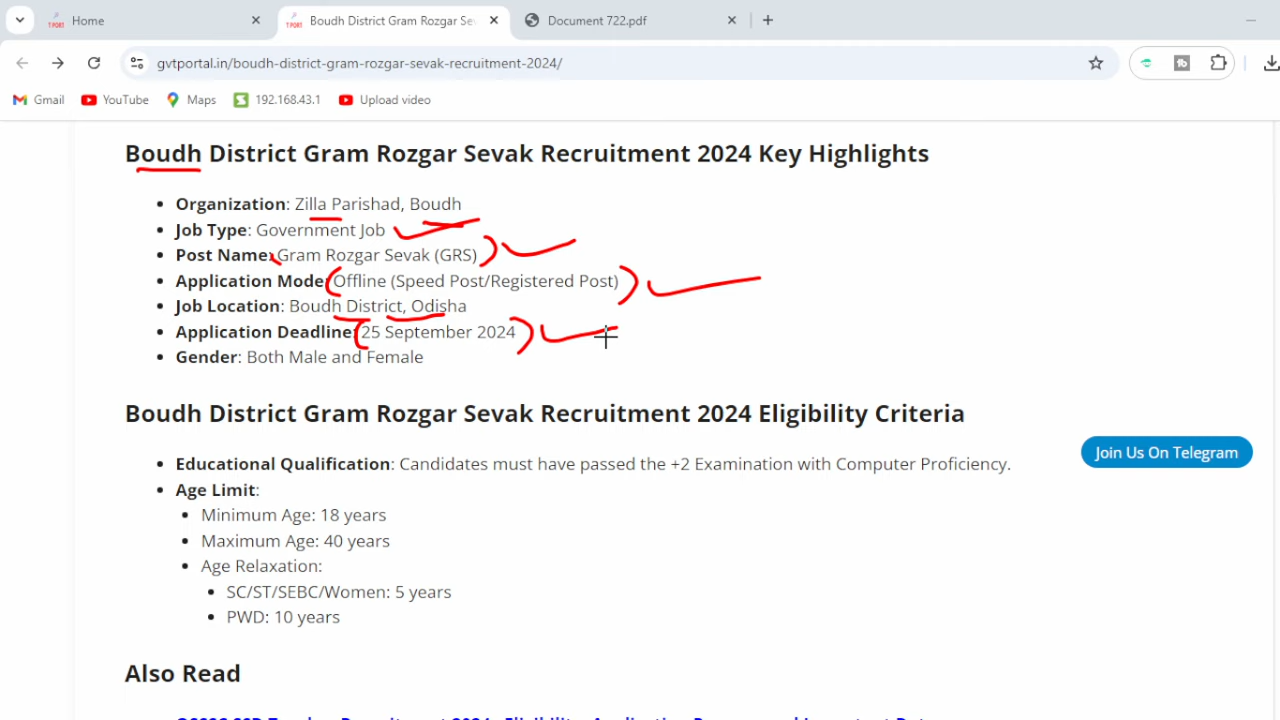 Home
Boudh District Gram Rozgar Se
Document 722.pdf
gvtportal.in/boudh-district-gram-rozgar-sevak-recruitment-2024/
Gmail
YouTube
Maps
192.168.43.1
Upload video
Boudh District Gram Rozgar Sevak Recruitment 2024 Key Highlights
Organization: Zilla Parishad, Boudh
Job Type: Government Job
Post Name: Gram Rozgar Sevak (GRS)
Application Mode: Offline (Speed Post/Registered Post)
Job Location: Boudh District, Odisha
Application Deadline: 25 September 2024
Gender: Both Male and Female
Boudh District Gram Rozgar Sevak Recruitment 2024 Eligibility Criteria
Educational Qualification: Candidates must have passed the +2 Examination with Computer Proficiency.
Join Us On Telegram
Age Limit:
Minimum Age: 18 years
Maximum Age: 40 years
Age Relaxation:
SC/ST/SEBC/Women: 5 years
PWD: 10 years
Also Read